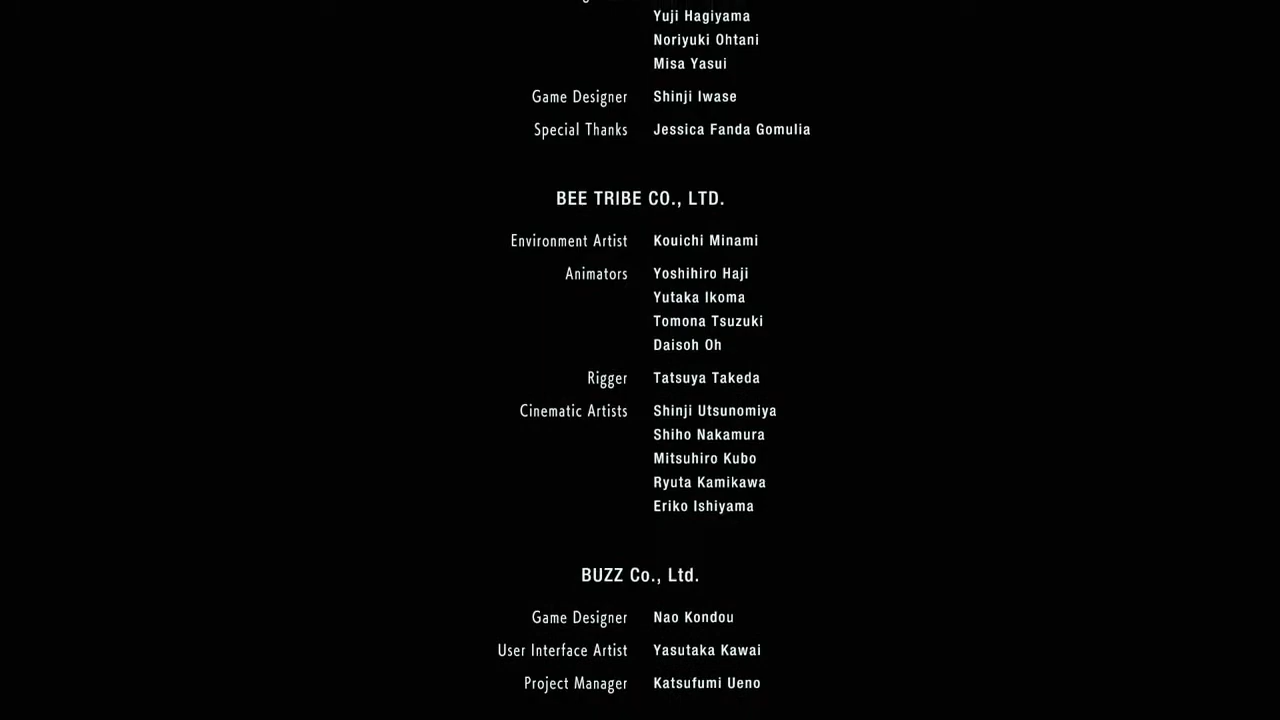 Yuji Hagiyama
Noriyuki Ohtani
Misa Yasui
Game Designer Shinji Iwase
Special Thanks Jessica Fanda Gomulia
BEE TRIBE CO., LTD.
Environment Artist Kouichi Minami
Animators Yoshihiro Haji
Yutaka Ikoma
Tomona Tsuzuki
Daisoh Oh
Rigger Tatsuya Takeda
Cinematic Artists Shinji Utsunomiya
Shiho Nakamura
Mitsuhiro Kubo
Ryuta Kamikawa
Eriko Ishiyama
BUZZ Co., Ltd.
Game Designer Nao Kondou
User Interface Artist Yasutaka Kawai
Project Manager Katsufumi Ueno